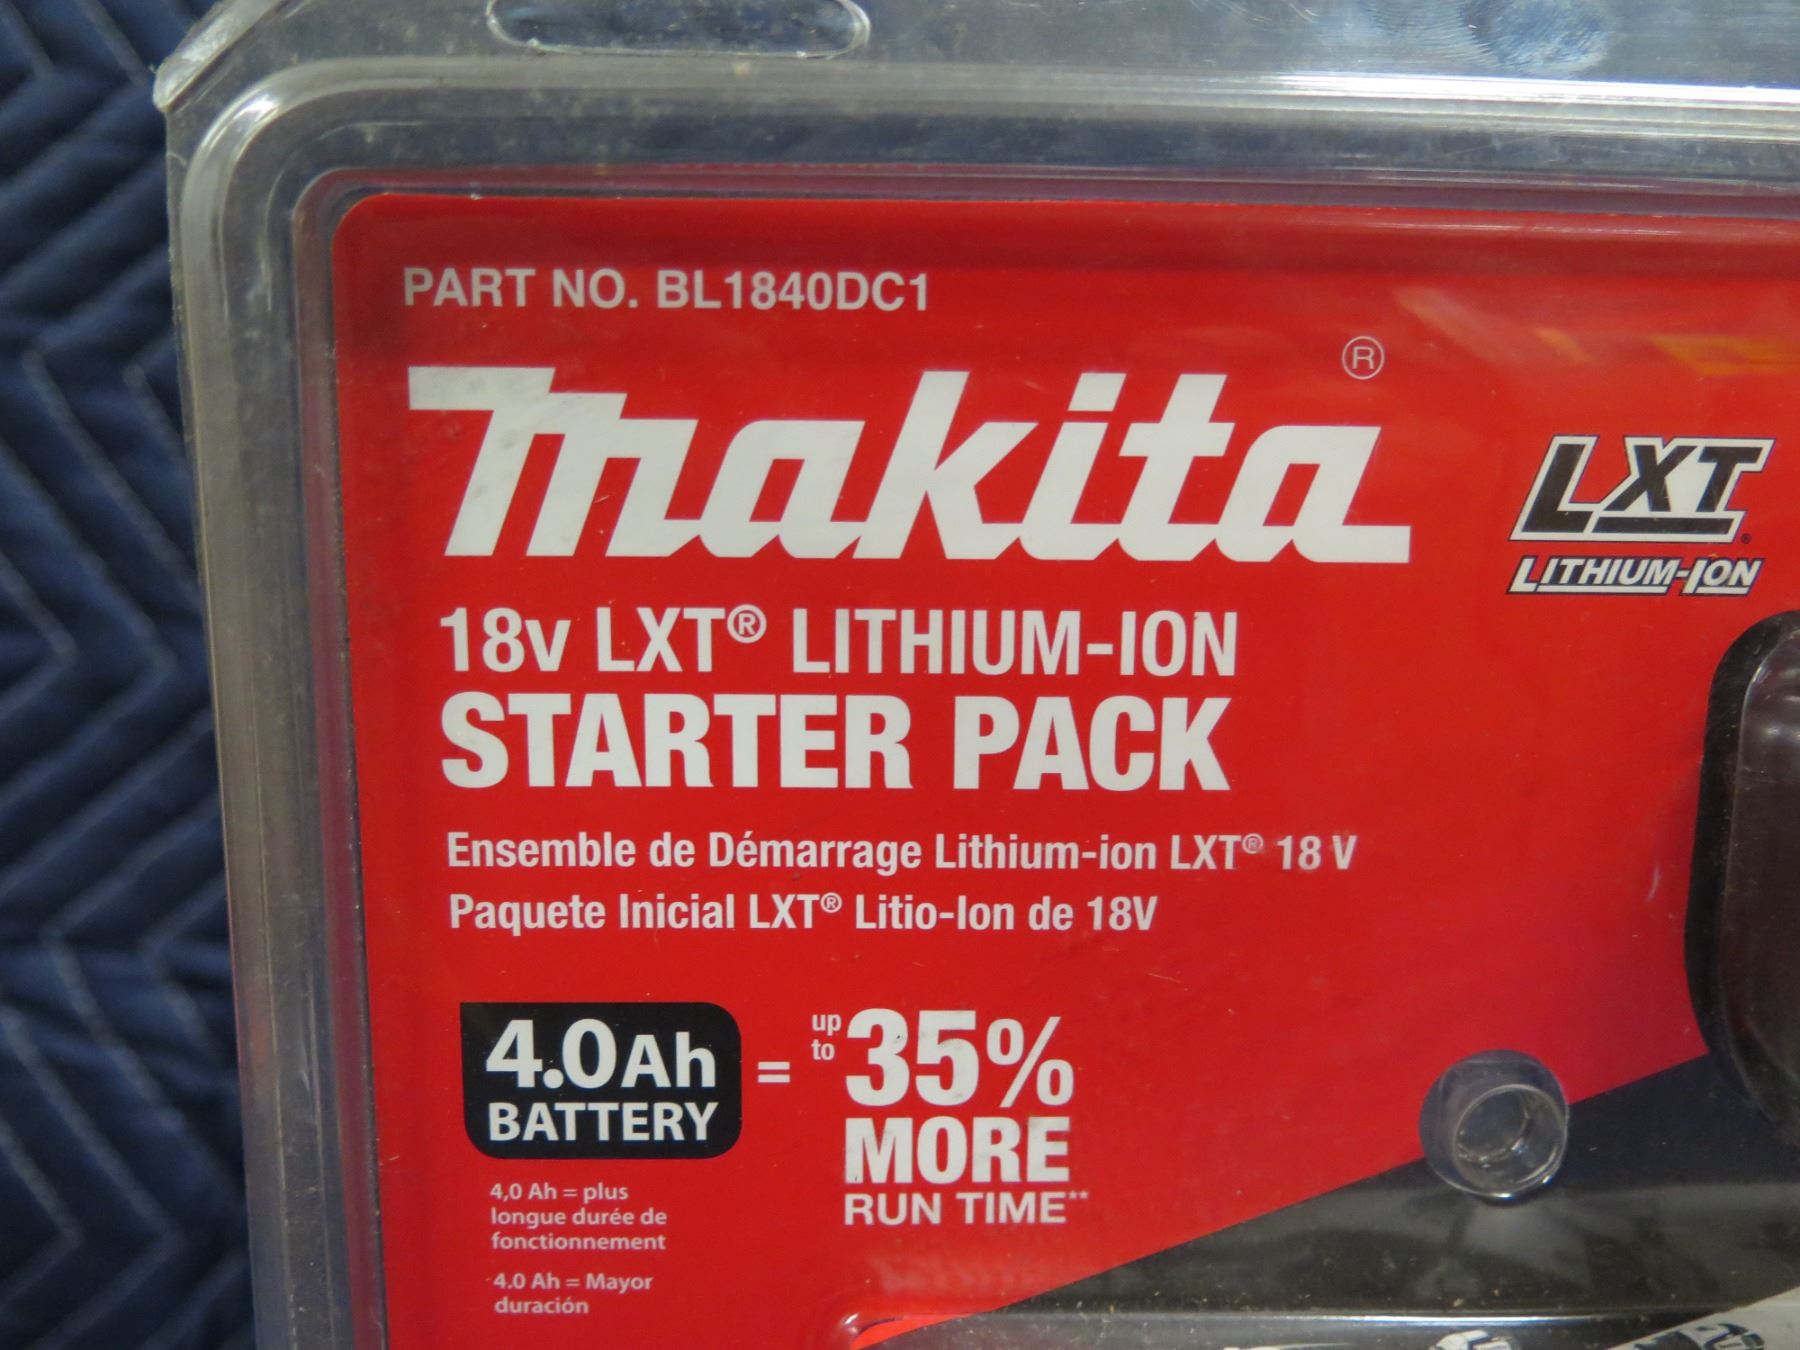 PART NO. BL1840DC1
makita®
LXT®
LITHIUM-ION
18v LXT® LITHIUM-ION
STARTER PACK
Ensemble de Démarrage Lithium-ion LXT® 18 V
Paquete Inicial LXT® Litio-Ion de 18V
4.0Ah
BATTERY
=
up
to
35%
MORE
RUN TIME**
4,0 Ah = plus
longue durée de
fonctionnement
4.0 Ah = Mayor
duración